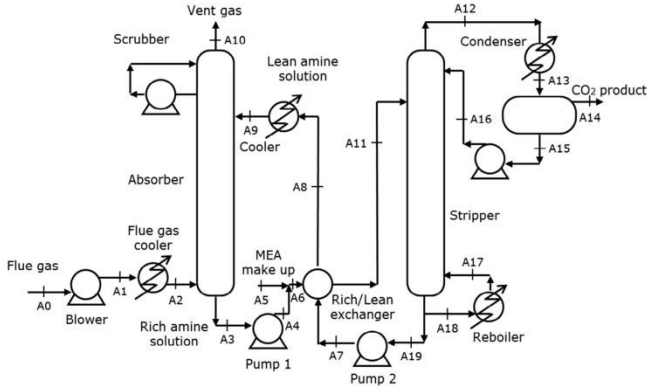 Vent gas
A10
Scrubber
Lean amine
solution
A9
Cooler
A8
Absorber
Flue gas
cooler
Flue gas
A0
A1
A2
Blower
Rich amine
solution
A3
Pump 1
A4
MEA
make up
A5
A6
Rich/Lean
exchanger
A7
Pump 2
A19
A18
Reboiler
A17
Stripper
A11
A12
Condenser
A13
CO₂ product
A14
A15
A16